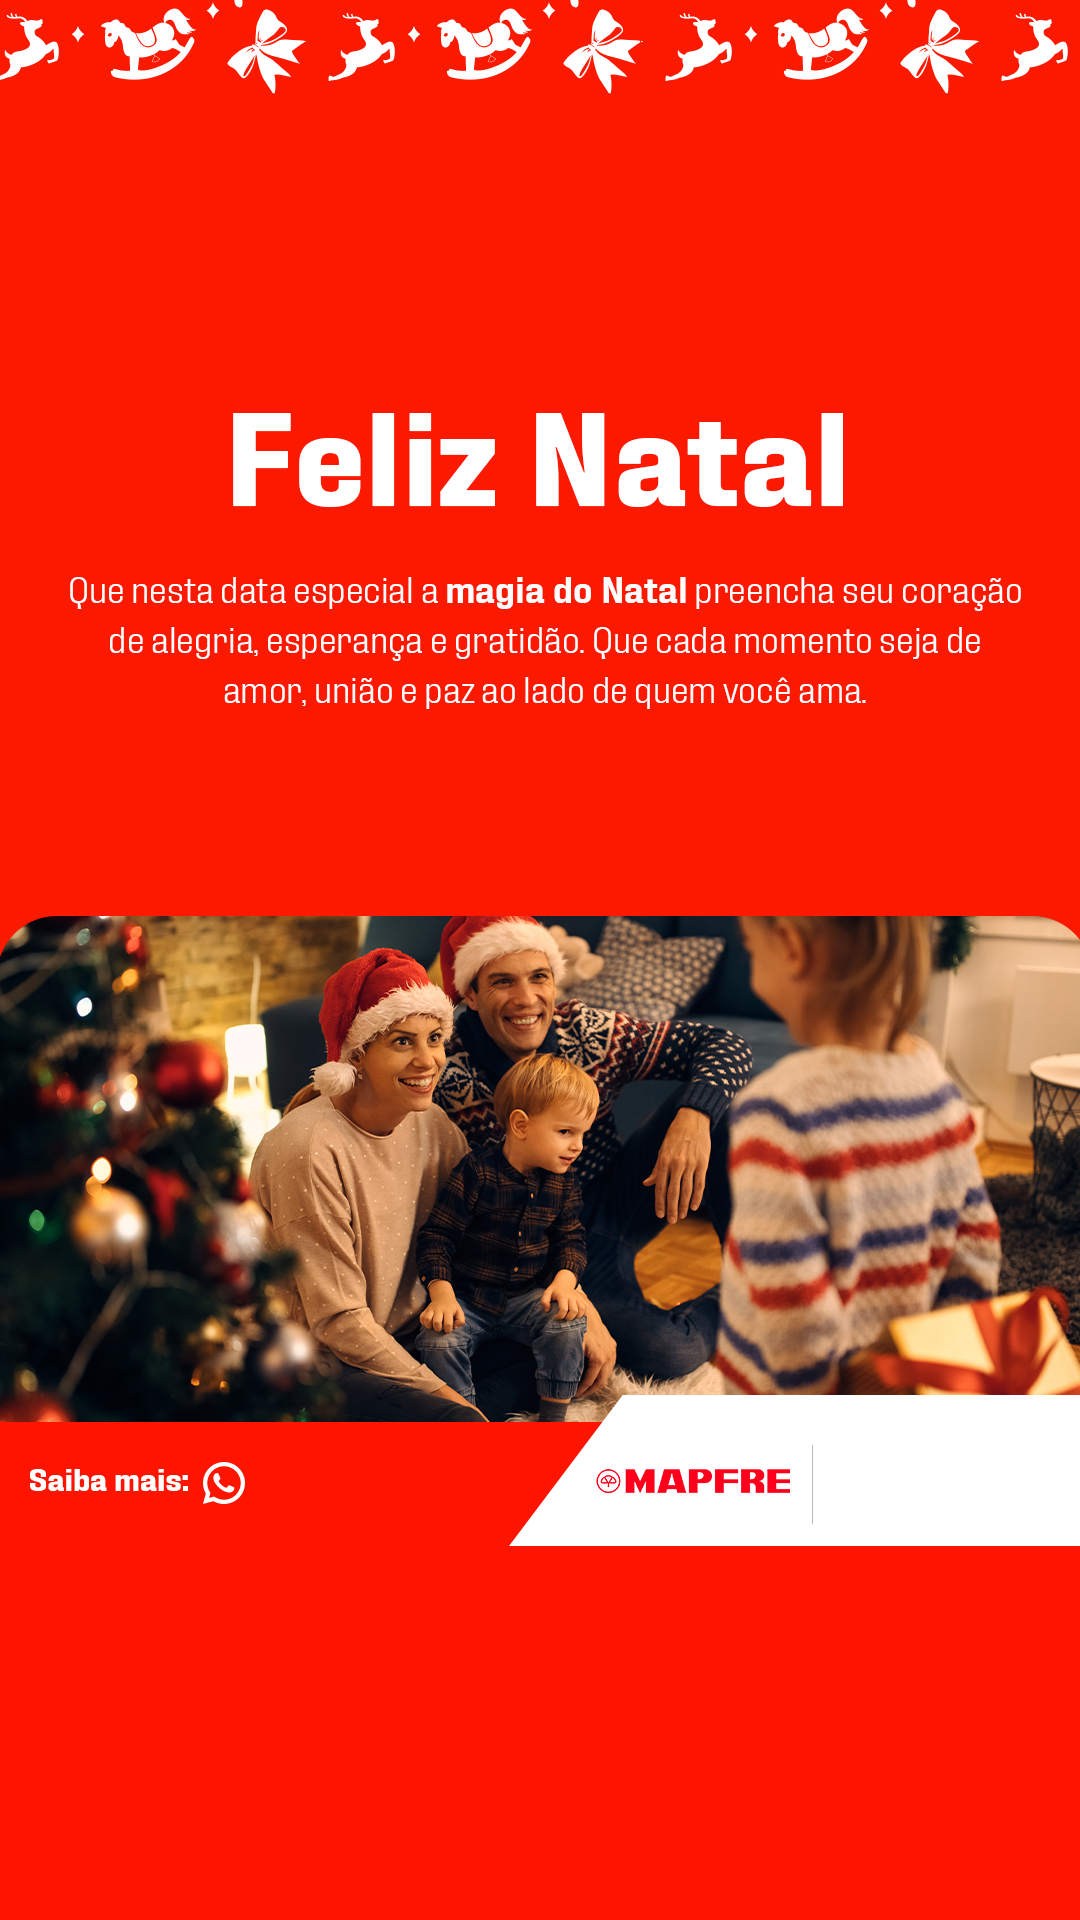 Feliz Natal
Que nesta data especial a magia do Natal preencha seu coração
de alegria, esperança e gratidão. Que cada momento seja de
amor, união e paz ao lado de quem você ama.
Saiba mais:
MAPFRE